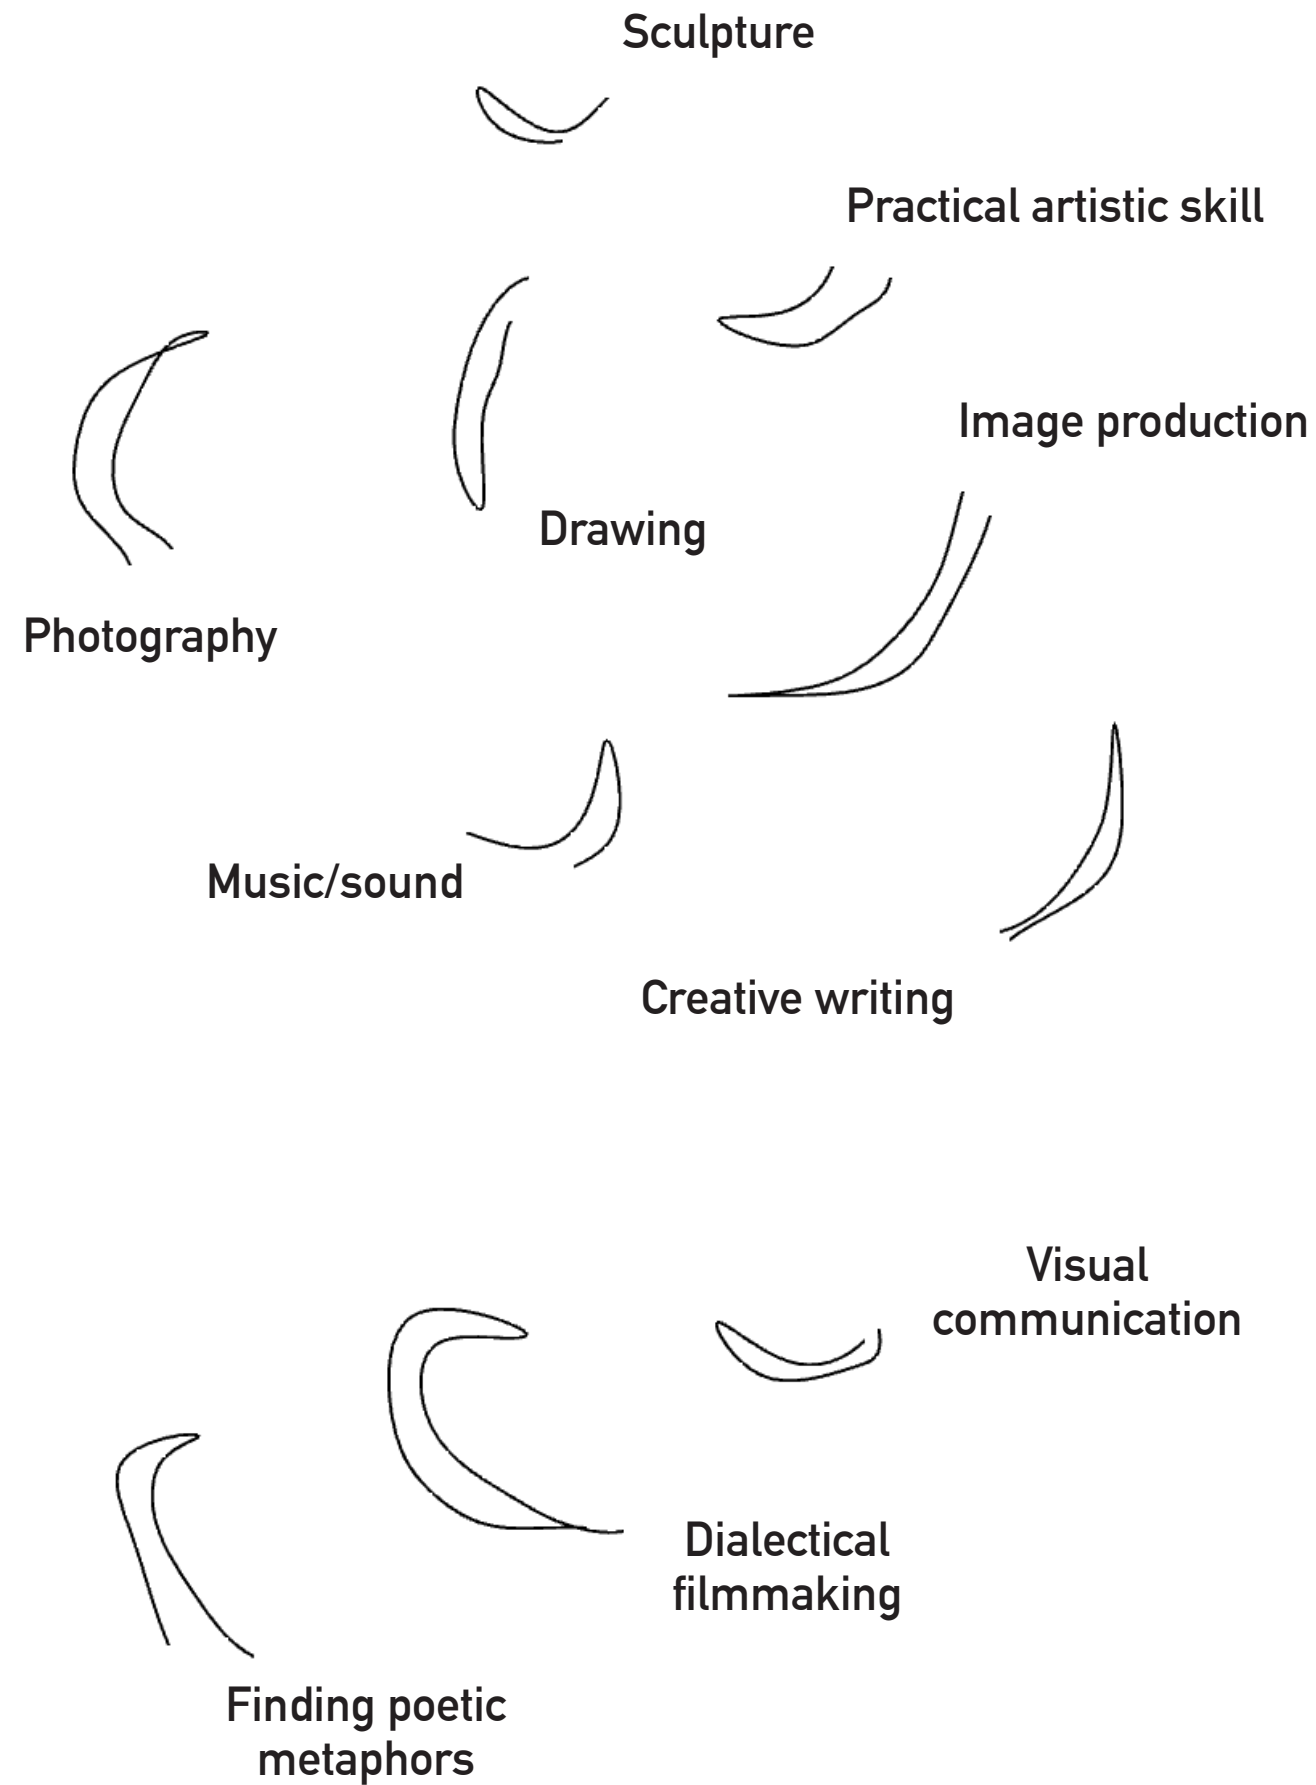 Sculpture
Practical artistic skill
Image production
Drawing
Photography
Music/sound
Creative writing
Visual
communication
Dialectical
filmmaking
Finding poetic
metaphors